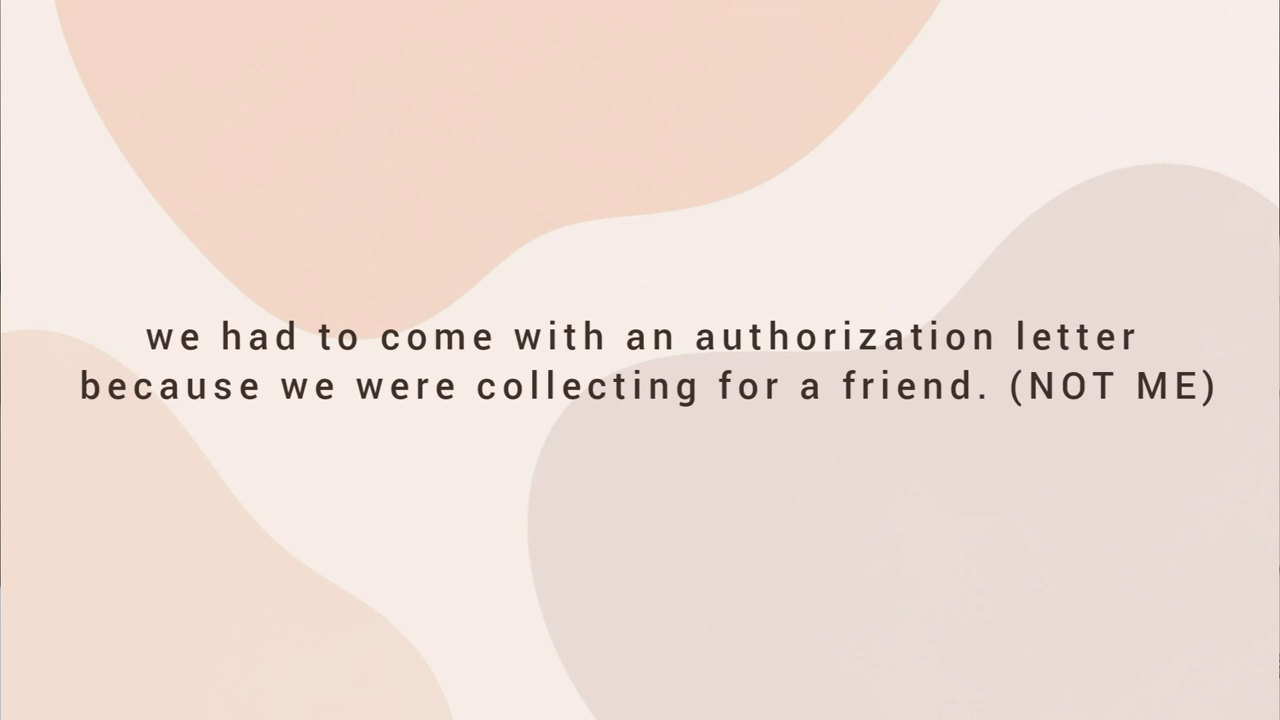 we had to come with an authorization letter
because we were collecting for a friend. (NOT ME)